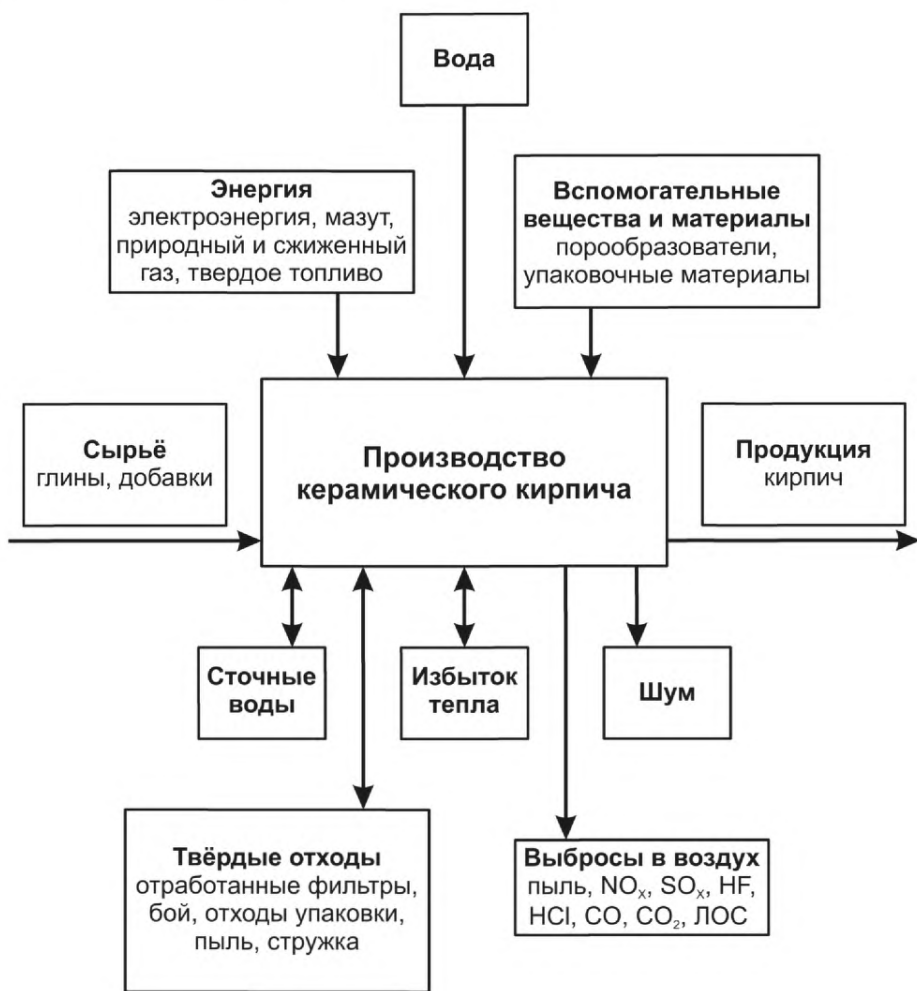 Вода
Энергия
электроэнергия, мазут,
природный и сжиженный
газ, твердое топливо
Вспомогательные
вещества и материалы
порообразователи,
упаковочные материалы
Сырьё
глины, добавки
Производство
керамического кирпича
Продукция
кирпич
Сточные
воды
Избыток
тепла
Шум
Твёрдые отходы
отработанные фильтры,
бой, отходы упаковки,
пыль, стружка
Выбросы в воздух
пыль, NOₓ, SOₓ, HF,
HCl, CO, CO₂, ЛОС